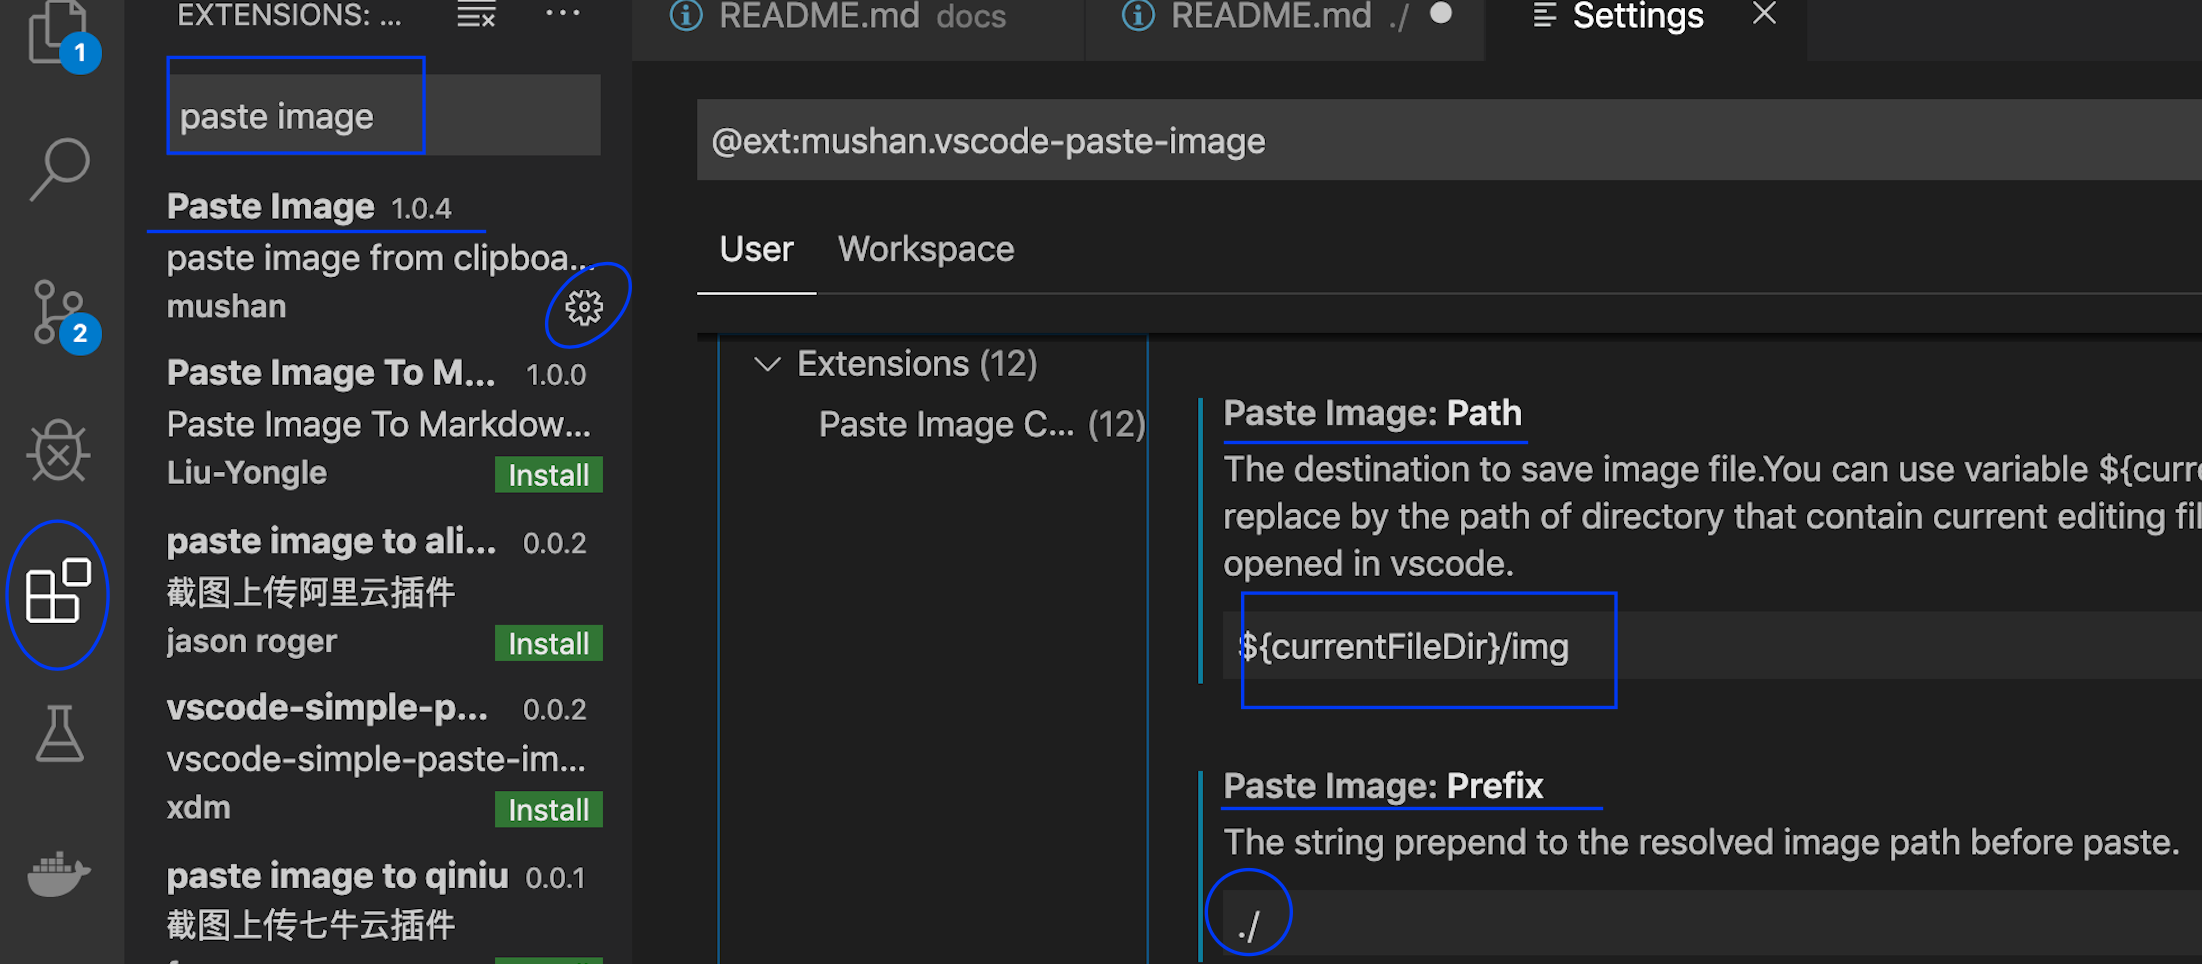 1
2
EXTENSIONS: ...
paste image
Paste Image 1.0.4
paste image from clipboa...
mushan
Paste Image To M... 1.0.0
Paste Image To Markdow...
Liu-Yongle Install
paste image to ali... 0.0.2
截图上传阿里云插件
jason roger Install
vscode-simple-p... 0.0.2
vscode-simple-paste-im...
xdm Install
paste image to qiniu 0.0.1
截图上传七牛云插件
README.md docs
README.md ./
Settings
@ext:mushan.vscode-paste-image
User Workspace
Extensions (12)
Paste Image C... (12)
Paste Image: Path
The destination to save image file.You can use variable ${curre
replace by the path of directory that contain current editing fil
opened in vscode.
${currentFileDir}/img
Paste Image: Prefix
The string prepend to the resolved image path before paste.
./